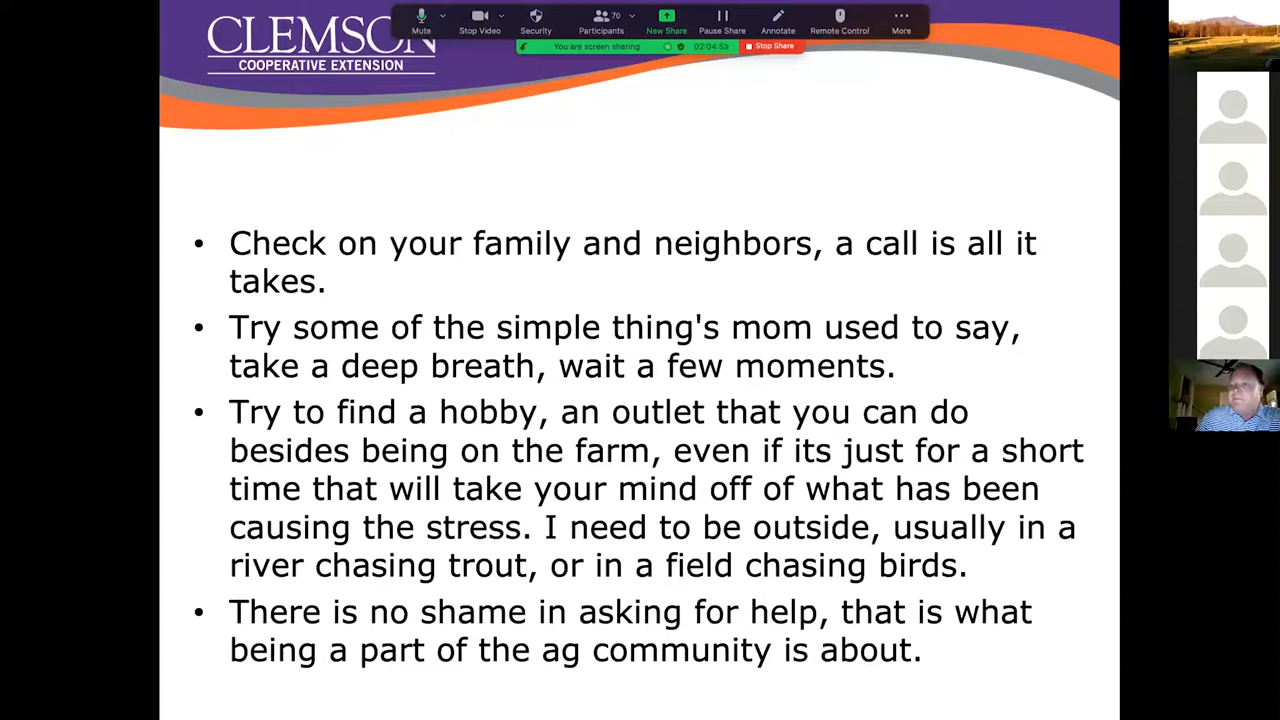 CLEMSON
COOPERATIVE EXTENSION
Mute
Stop Video
Security
70
Participants
New Share
Pause Share
Annotate
Remote Control
More
You are screen sharing
02:04:53
Stop Share
• Check on your family and neighbors, a call is all it
takes.
• Try some of the simple thing's mom used to say,
take a deep breath, wait a few moments.
• Try to find a hobby, an outlet that you can do
besides being on the farm, even if its just for a short
time that will take your mind off of what has been
causing the stress. I need to be outside, usually in a
river chasing trout, or in a field chasing birds.
• There is no shame in asking for help, that is what
being a part of the ag community is about.